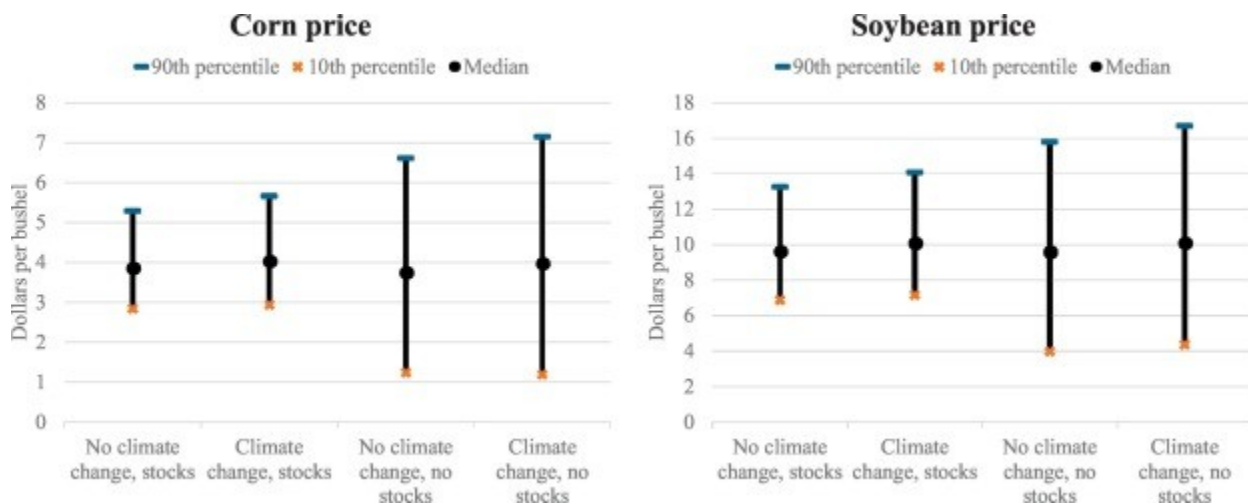 Corn price
90th percentile 10th percentile Median
Dollars per bushel
8
7
6
5
4
3
2
1
0
No climate change, stocks
Climate change, stocks
No climate change, no stocks
Climate change, no stocks
Soybean price
90th percentile 10th percentile Median
Dollars per bushel
18
16
14
12
10
8
6
4
2
0
No climate change, stocks
Climate change, stocks
No climate change, no stocks
Climate change, no stocks